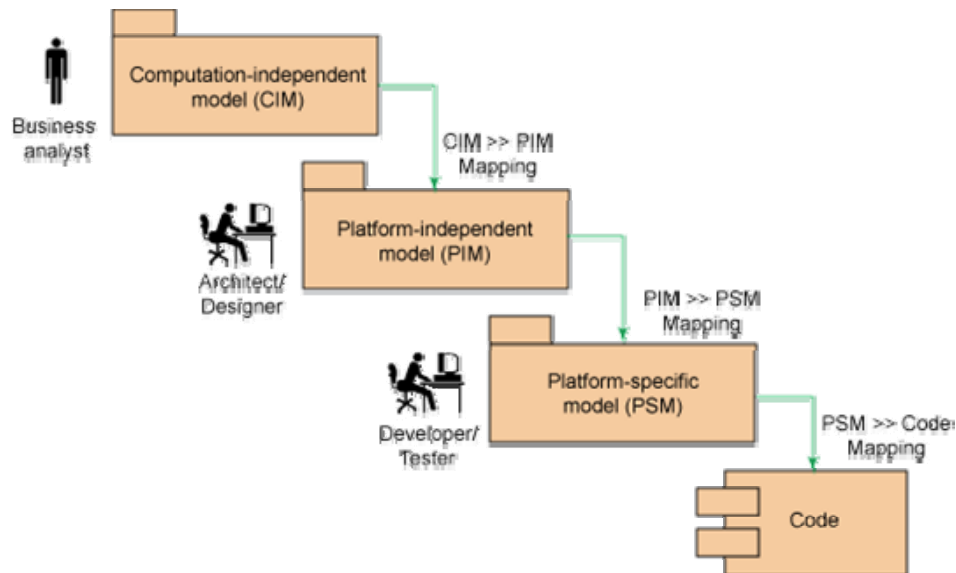 Computation-independent
model (CIM)
Business
analyst
CIM >> PIM
Mapping
Platform-independent
model (PIM)
Architect/
Designer
PIM >> PSM
Mapping
Platform-specific
model (PSM)
Developer/
Tester
PSM >> Code
Mapping
Code